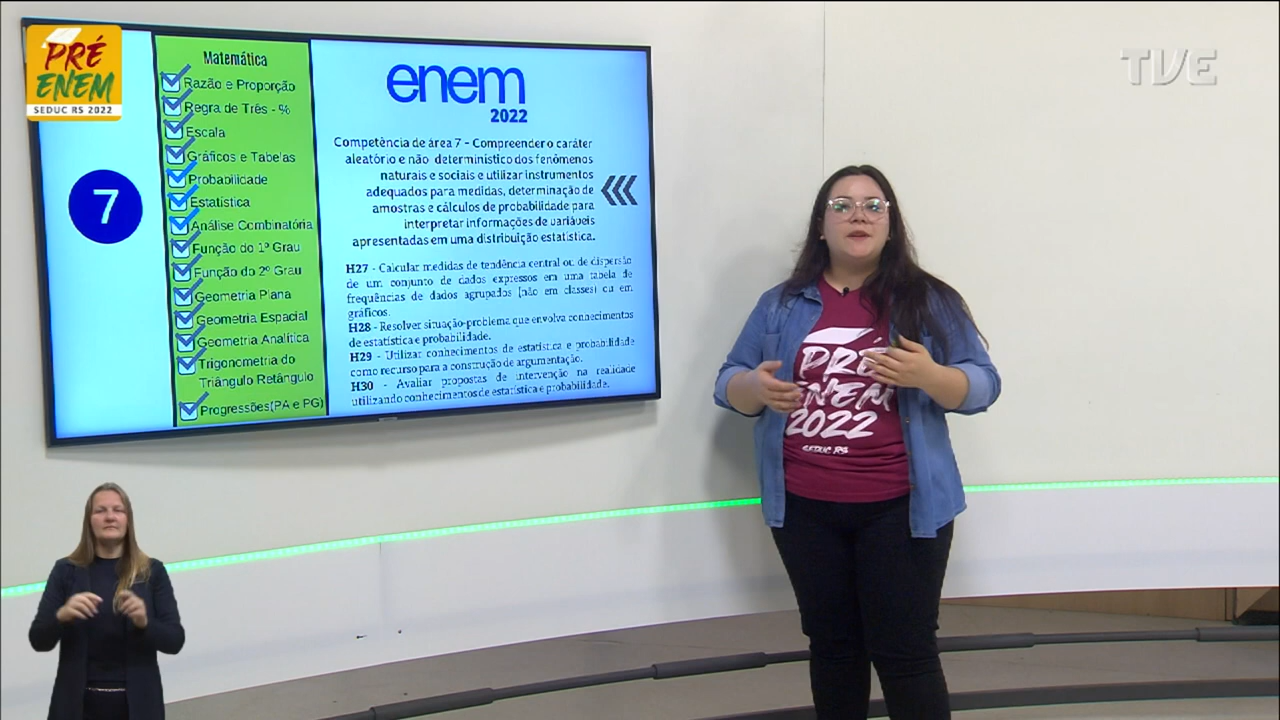 PRÉ
ENEM
SEDUC RS 2022
TVE
7
Matemática
Razão e Proporção
Regra de Três - %
Escala
Gráficos e Tabelas
Probabilidade
Estatística
Análise Combinatória
Função do 1º Grau
Função do 2º Grau
Geometria Plana
Geometria Espacial
Geometria Analítica
Trigonometria do
Triângulo Retângulo
Progressões(PA e PG)
enem
2022
Competência de área 7 - Compreender o caráter
aleatório e não determinístico dos fenômenos
naturais e sociais e utilizar instrumentos
adequados para medidas, determinação de
amostras e cálculos de probabilidade para
interpretar informações de variáveis
apresentadas em uma distribuição estatística.
H27 - Calcular medidas de tendência central ou de dispersão
de um conjunto de dados expressos em uma tabela de
frequências de dados agrupados (não em classes) ou em
gráficos.
H28 - Resolver situação-problema que envolva conhecimentos
de estatística e probabilidade.
H29 - Utilizar conhecimentos de estatística e probabilidade
como recurso para a construção de argumentação.
H30 - Avaliar propostas de intervenção na realidade
utilizando conhecimentos de estatística e probabilidade.
PRÉ
ENEM
2022
SEDUC RS